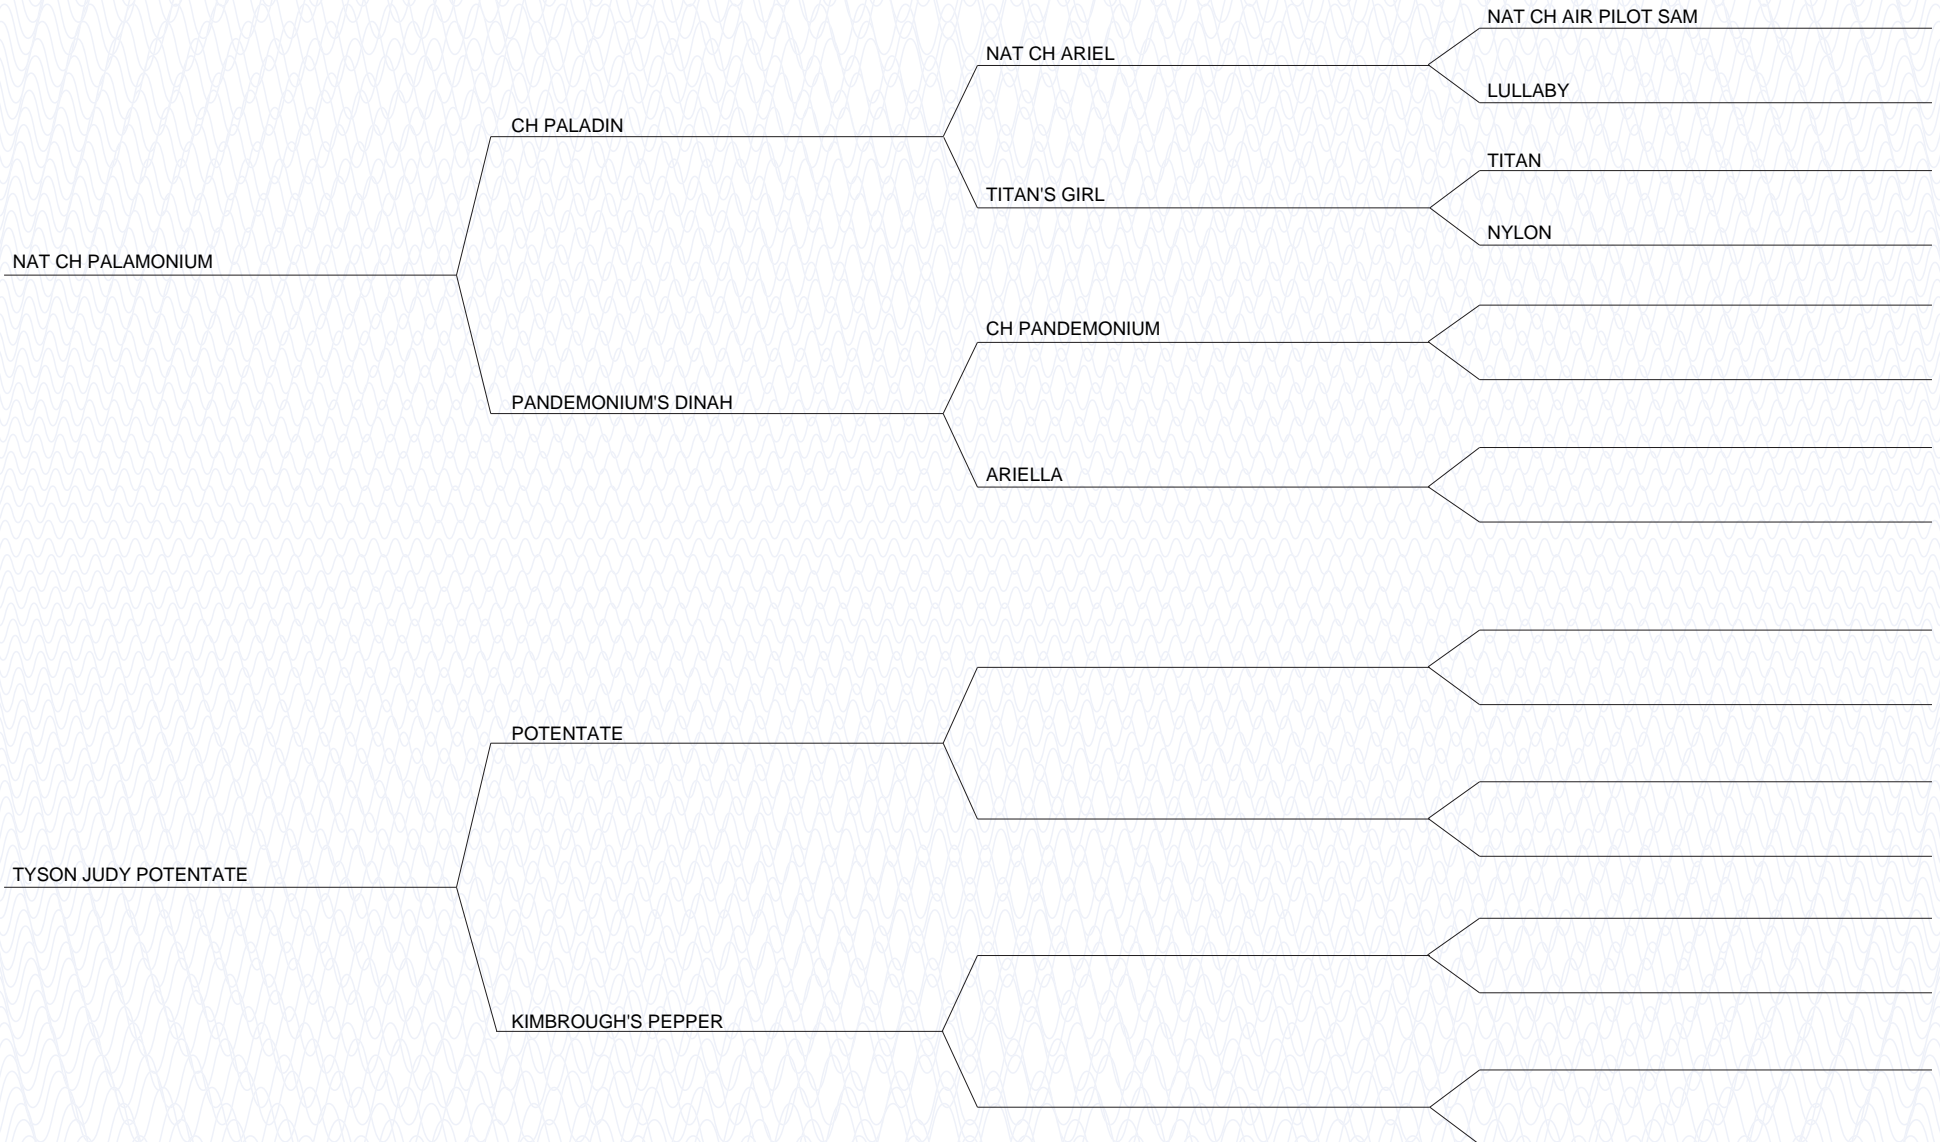 NAT CH AIR PILOT SAM
NAT CH ARIEL
LULLABY
CH PALADIN
TITAN
TITAN'S GIRL
NYLON
NAT CH PALAMONIUM
CH PANDEMONIUM
PANDEMONIUM'S DINAH
ARIELLA
POTENTATE
TYSON JUDY POTENTATE
KIMBROUGH'S PEPPER